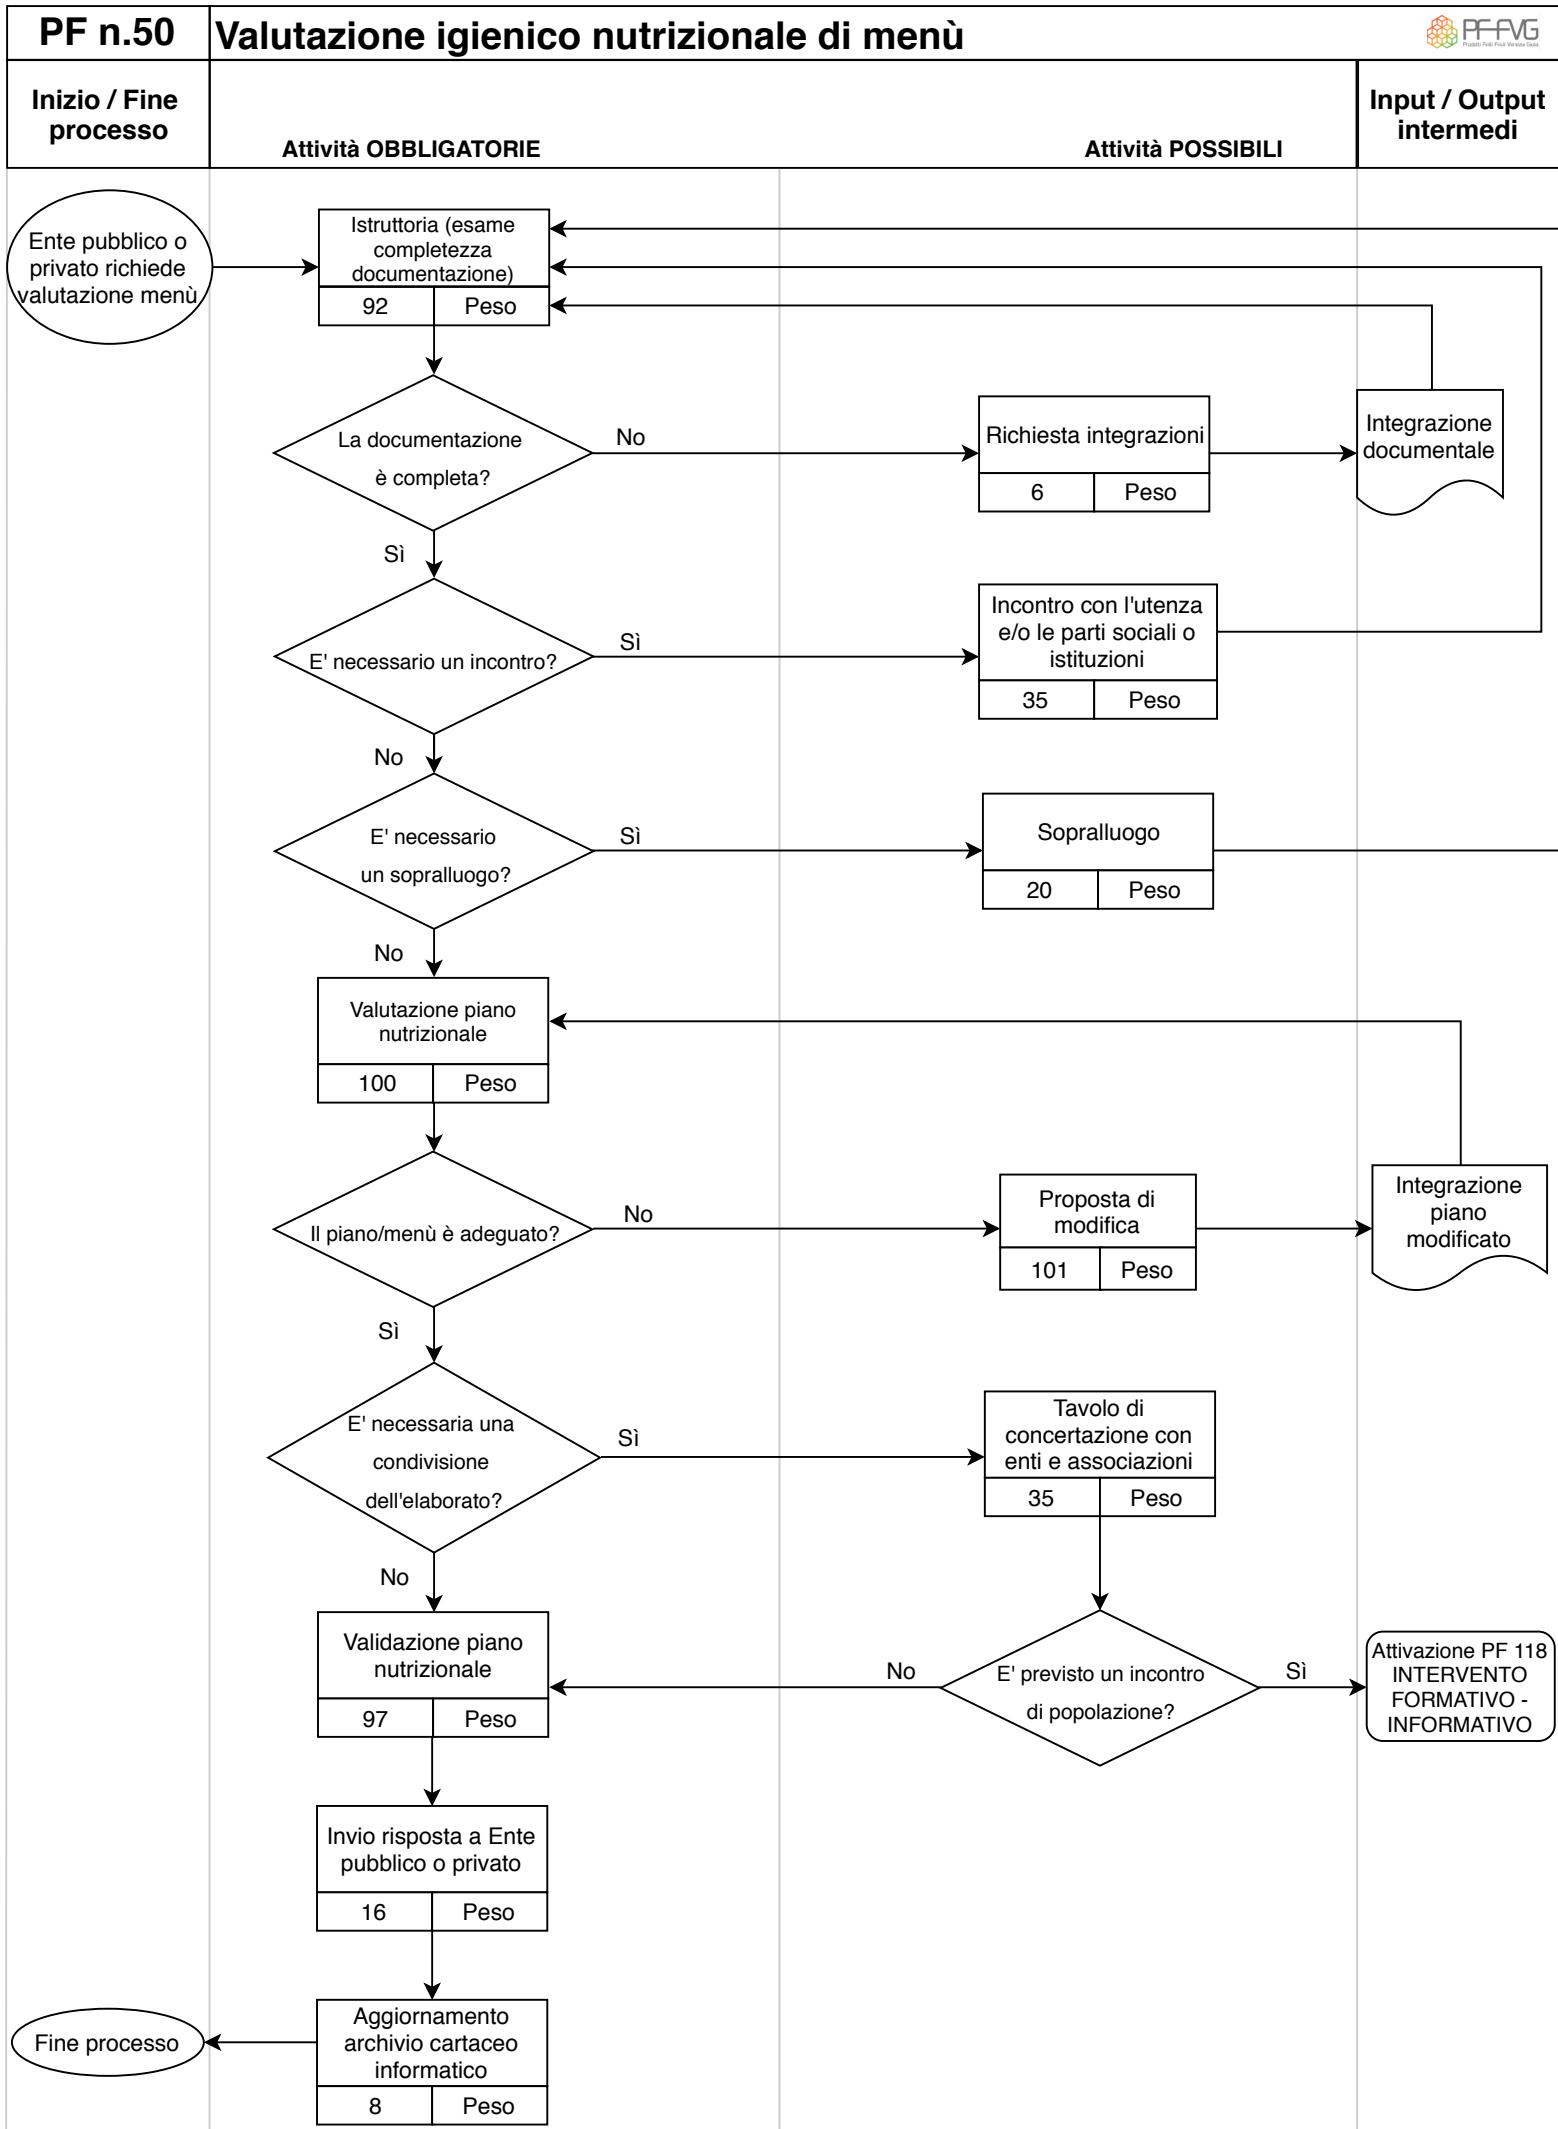 PF n.50
Valutazione igienico nutrizionale di menù
PFFVG
Prodotti Finiti Friuli Venezia Giulia
Inizio / Fine
processo
Attività OBBLIGATORIE
Attività POSSIBILI
Input / Output
intermedi
Ente pubblico o
privato richiede
valutazione menù
Istruttoria (esame
completezza
documentazione)
92
Peso
La documentazione
è completa?
No
Richiesta integrazioni
6
Peso
Integrazione
documentale
Sì
E' necessario un incontro?
Sì
Incontro con l'utenza
e/o le parti sociali o
istituzioni
35
Peso
No
E' necessario
un sopralluogo?
Sì
Sopralluogo
20
Peso
No
Valutazione piano
nutrizionale
100
Peso
Il piano/menù è adeguato?
No
Proposta di
modifica
101
Peso
Integrazione
piano
modificato
Sì
E' necessaria una
condivisione
dell'elaborato?
Sì
Tavolo di
concertazione con
enti e associazioni
35
Peso
No
Validazione piano
nutrizionale
97
Peso
No
E' previsto un incontro
di popolazione?
Sì
Attivazione PF 118
INTERVENTO
FORMATIVO -
INFORMATIVO
Invio risposta a Ente
pubblico o privato
16
Peso
Fine processo
Aggiornamento
archivio cartaceo
informatico
8
Peso